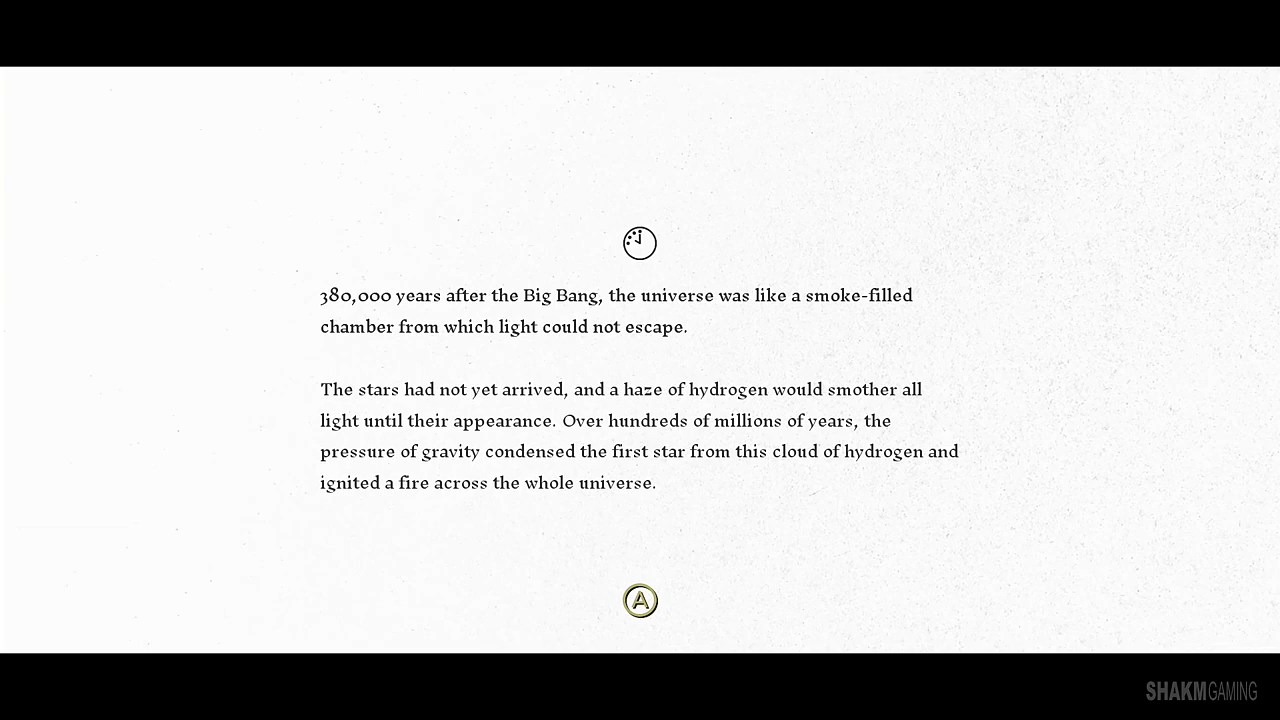 380,000 years after the Big Bang, the universe was like a smoke-filled
chamber from which light could not escape.
The stars had not yet arrived, and a haze of hydrogen would smother all
light until their appearance. Over hundreds of millions of years, the
pressure of gravity condensed the first star from this cloud of hydrogen and
ignited a fire across the whole universe.
A
SHAKMGAMING